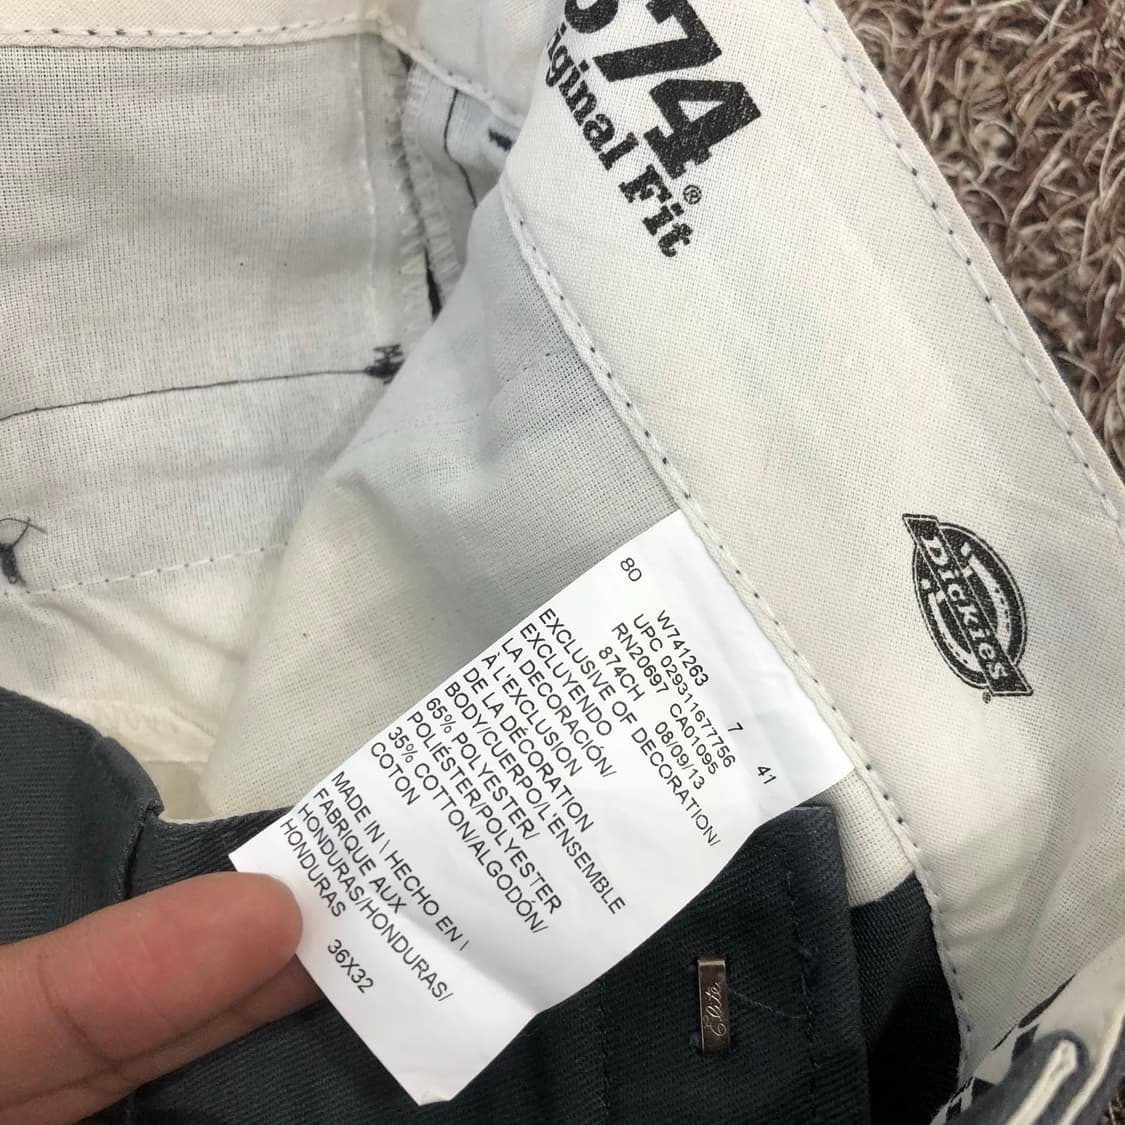 874
Original Fit®
Dickies®
80
W741263 7 41
UPC 029311677756
RN20697 CA01095
874CH 08/09/13
EXCLUSIVE OF DECORATION/
EXCLUYENDO
LA DECORACIÓN/
À L'EXCLUSION
DE LA DÉCORATION
BODY/CUERPO/L'ENSEMBLE
65% POLYESTER/
POLIÉSTER/POLYESTER
35% COTTON/ALGODÓN/
COTON
MADE IN \ HECHO EN \
FABRIQUE AUX
HONDURAS/HONDURAS/
HONDURAS
36X32
Elite